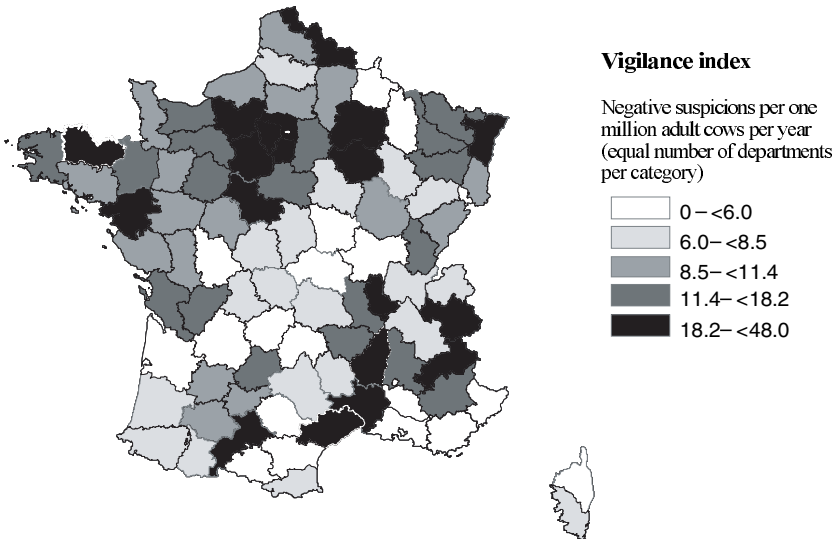 Vigilance index
Negative suspicions per one
million adult cows per year
(equal number of departments
per category)
0 – <6.0
6.0– <8.5
8.5– <11.4
11.4– <18.2
18.2– <48.0